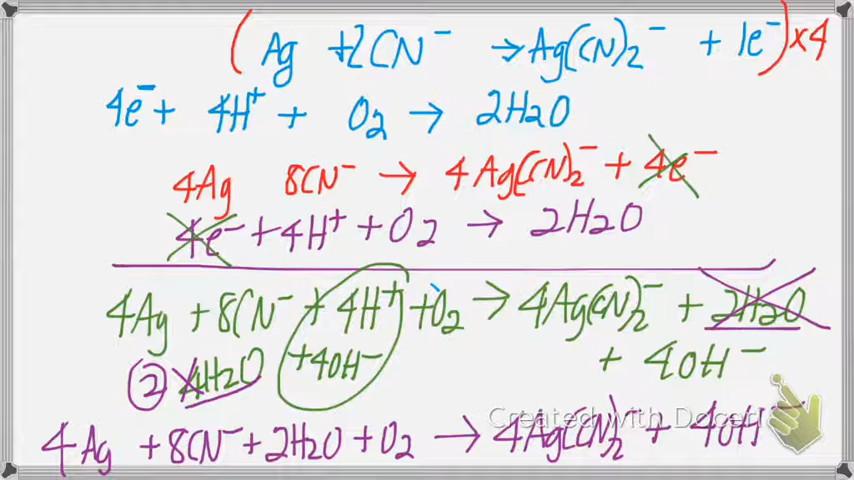 (Ag +2CN⁻ → Ag(CN)₂⁻ + 1e⁻) ×4
4e⁻ + 4H⁺ + O₂ → 2H₂O
4Ag 8CN⁻ → 4Ag(CN)₂⁻ + 4e⁻
4e⁻ + 4H⁺ + O₂ → 2H₂O
4Ag + 8CN⁻ + 4H⁺ + O₂ → 4Ag(CN)₂⁻ + 2H₂O
+4OH⁻ + 4OH⁻
2 4H₂O
Created with Doceri
4Ag + 8CN⁻ + 2H₂O + O₂ → 4Ag(CN)₂⁻ + 4OH⁻